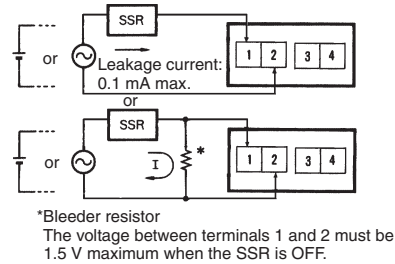 SSR
or
Leakage current:
0.1 mA max.
1 2 3 4
or
SSR
or
I
*
1 2 3 4
*Bleeder resistor
The voltage between terminals 1 and 2 must be
1.5 V maximum when the SSR is OFF.